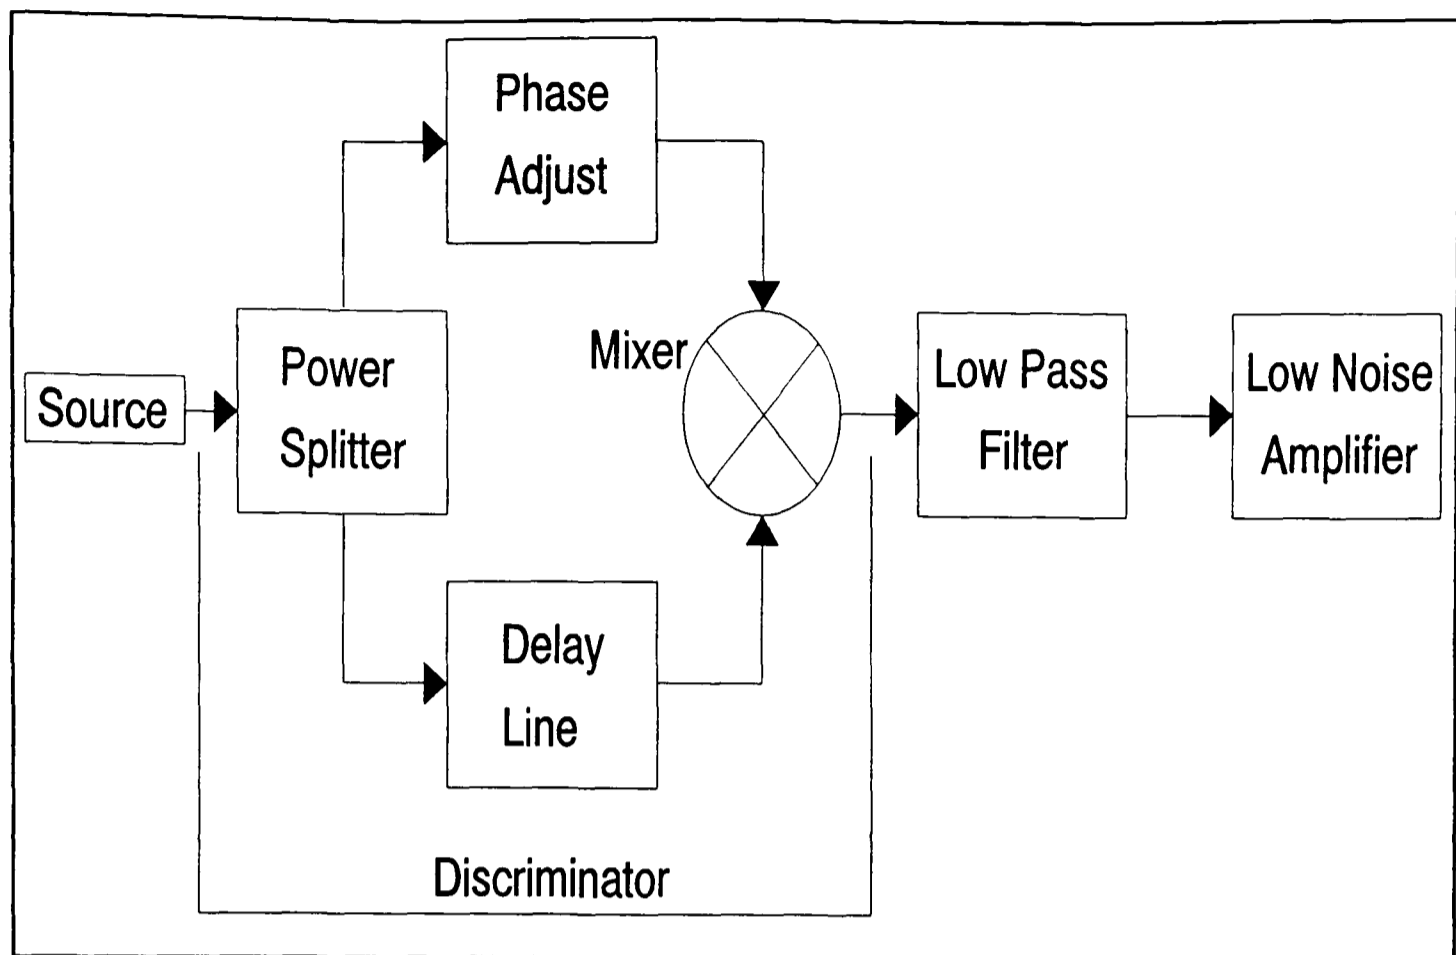 Phase
Adjust
Source
Power
Splitter
Mixer
Low Pass
Filter
Low Noise
Amplifier
Delay
Line
Discriminator